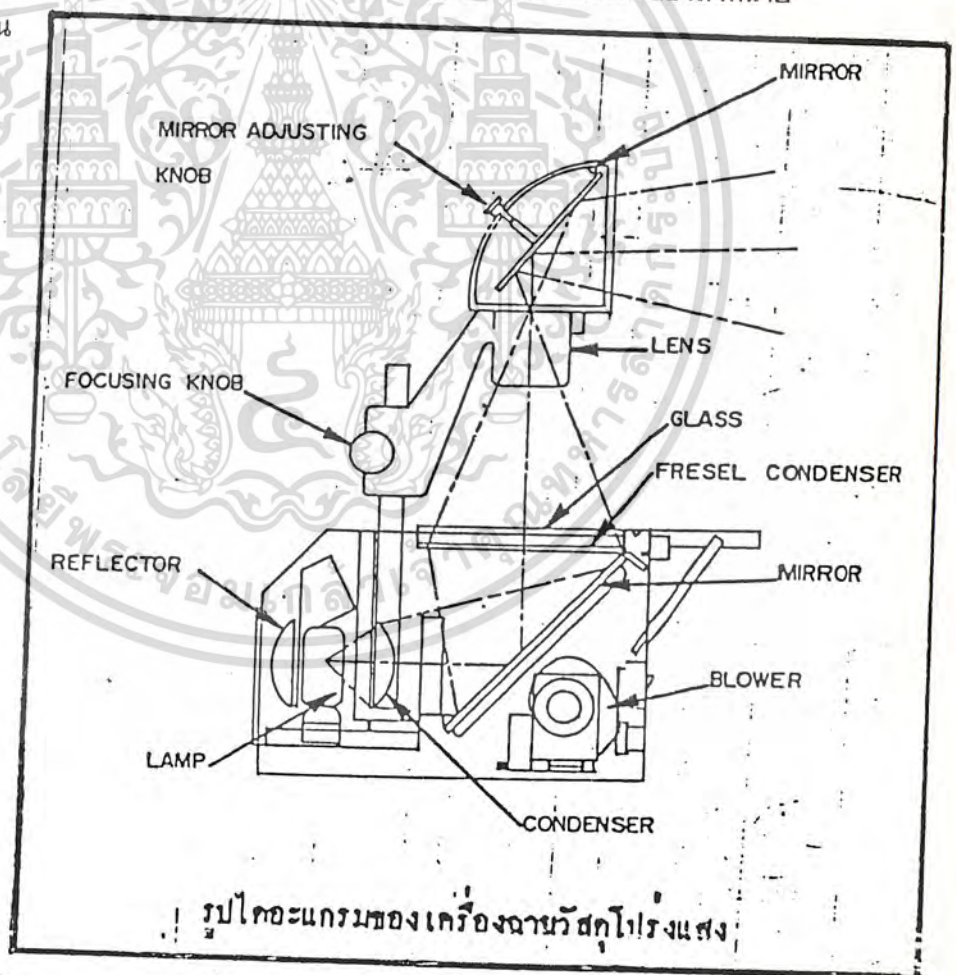 น
MIRROR
MIRROR ADJUSTING
KNOB
LENS
FOCUSING KNOB
GLASS
FRESEL CONDENSER
REFLECTOR
MIRROR
BLOWER
LAMP
CONDENSER
รูปไดอะแกรมของเครื่องฉายวัสดุโปร่งแสง